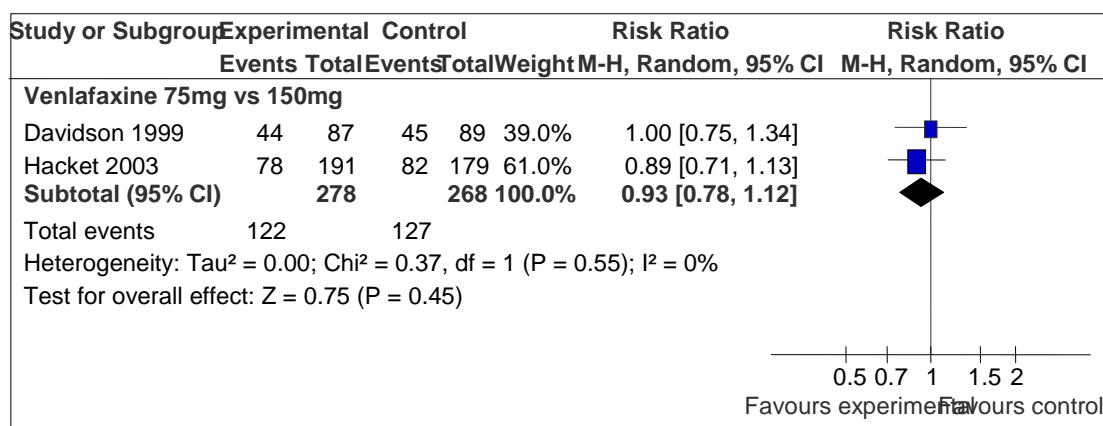 Study or Subgroup Experimental Control Risk Ratio Risk Ratio
Events Total Events Total Weight M-H, Random, 95% CI M-H, Random, 95% CI
Venlafaxine 75mg vs 150mg
Davidson 1999 44 87 45 89 39.0% 1.00 [0.75, 1.34]
Hacket 2003 78 191 82 179 61.0% 0.89 [0.71, 1.13]
Subtotal (95% CI) 278 268 100.0% 0.93 [0.78, 1.12]
Total events 122 127
Heterogeneity: Tau² = 0.00; Chi² = 0.37, df = 1 (P = 0.55); I² = 0%
Test for overall effect: Z = 0.75 (P = 0.45)
0.5 0.7 1 1.5 2
Favours experimental Favours control